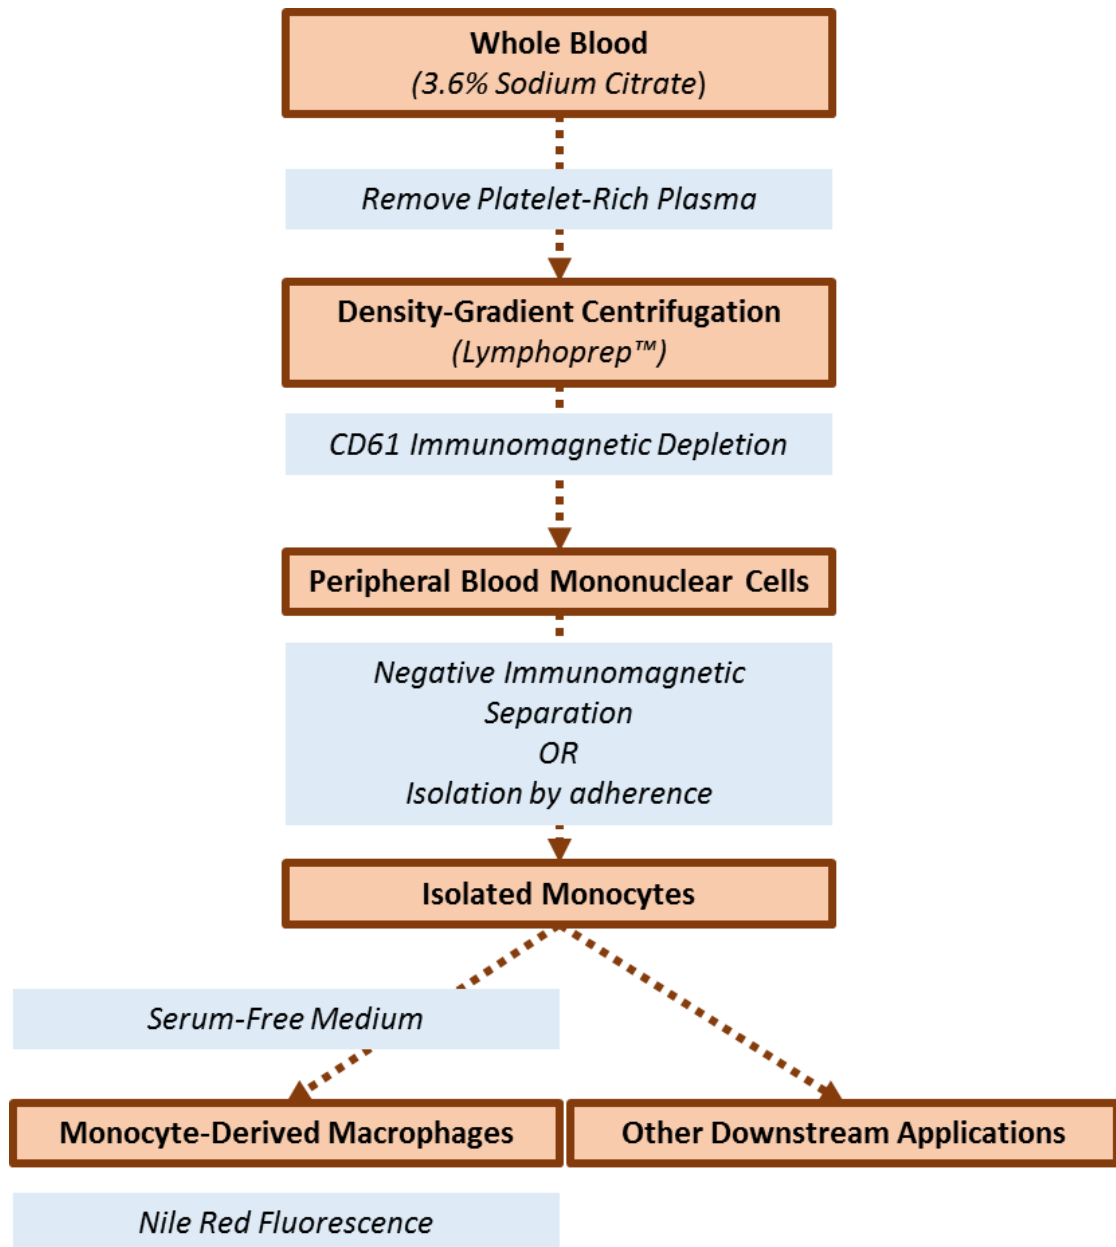 Whole Blood
(3.6% Sodium Citrate)
Remove Platelet-Rich Plasma
Density-Gradient Centrifugation
(Lymphoprep™)
CD61 Immunomagnetic Depletion
Peripheral Blood Mononuclear Cells
Negative Immunomagnetic
Separation
OR
Isolation by adherence
Isolated Monocytes
Serum-Free Medium
Monocyte-Derived Macrophages
Other Downstream Applications
Nile Red Fluorescence